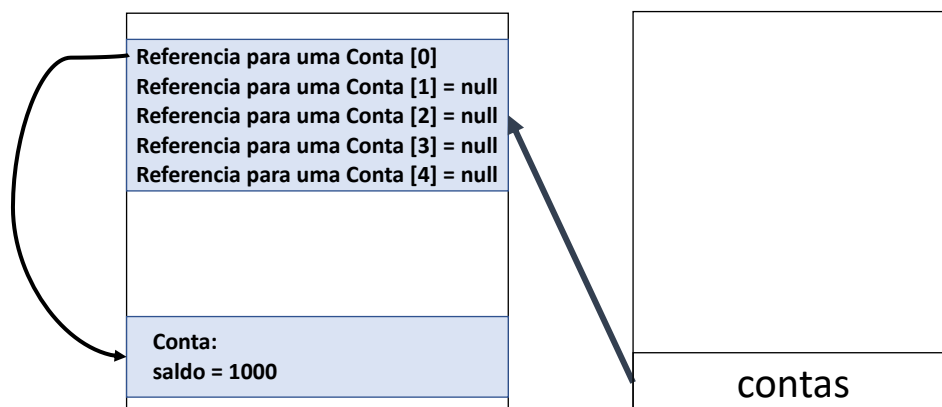 Referencia para uma Conta [0]
Referencia para uma Conta [1] = null
Referencia para uma Conta [2] = null
Referencia para uma Conta [3] = null
Referencia para uma Conta [4] = null
Conta:
saldo = 1000
contas